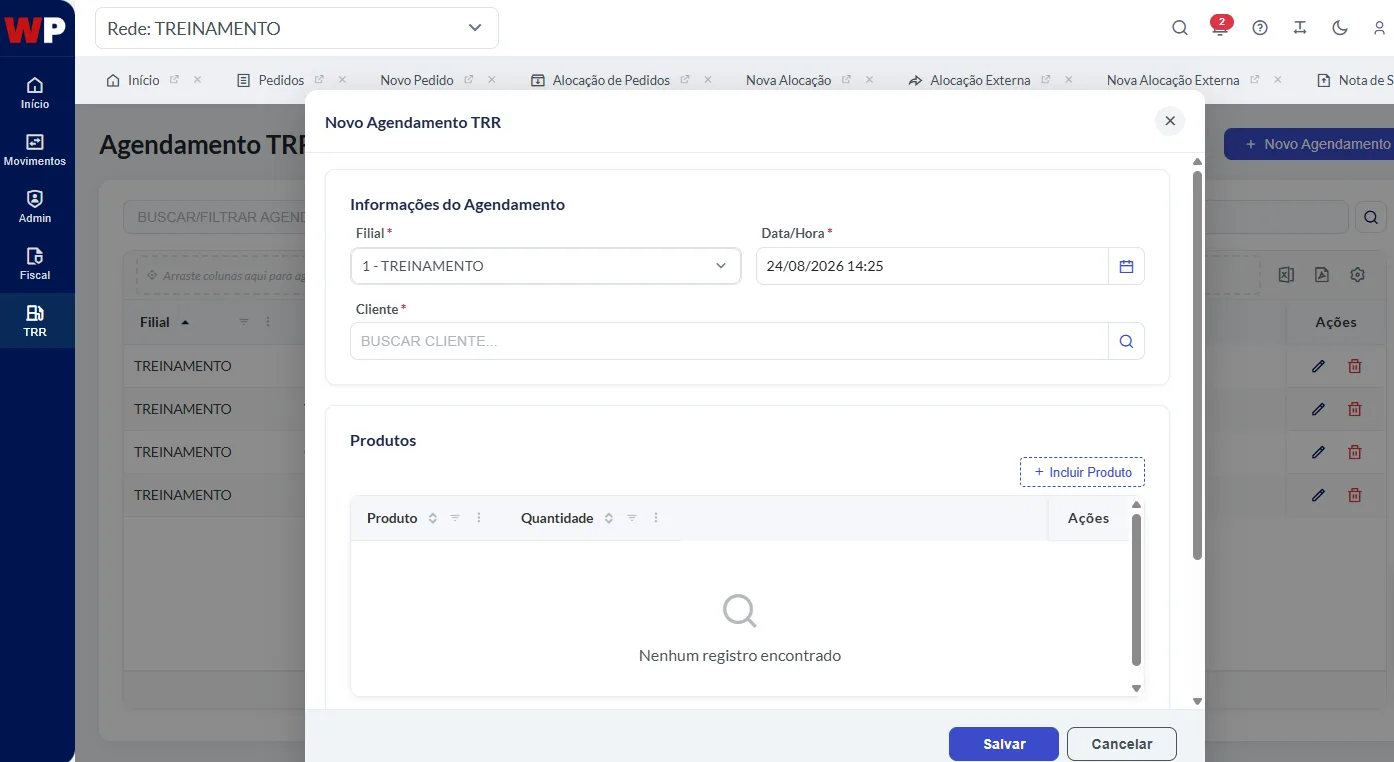 WP
Rede: TREINAMENTO
2
Início
Pedidos
Novo Pedido
Alocação de Pedidos
Nova Alocação
Alocação Externa
Nova Alocação Externa
Nota de S
Início
Movimentos
Admin
Fiscal
TRR
Agendamento TRR
+ Novo Agendamento
BUSCAR/FILTRAR AGEND
Arraste colunas aqui para ag
Filial
Ações
TREINAMENTO
TREINAMENTO
TREINAMENTO
TREINAMENTO
Novo Agendamento TRR
Informações do Agendamento
Filial *
Data/Hora *
1 - TREINAMENTO
24/08/2026 14:25
Cliente *
BUSCAR CLIENTE...
Produtos
+ Incluir Produto
Produto
Quantidade
Ações
Nenhum registro encontrado
Salvar
Cancelar